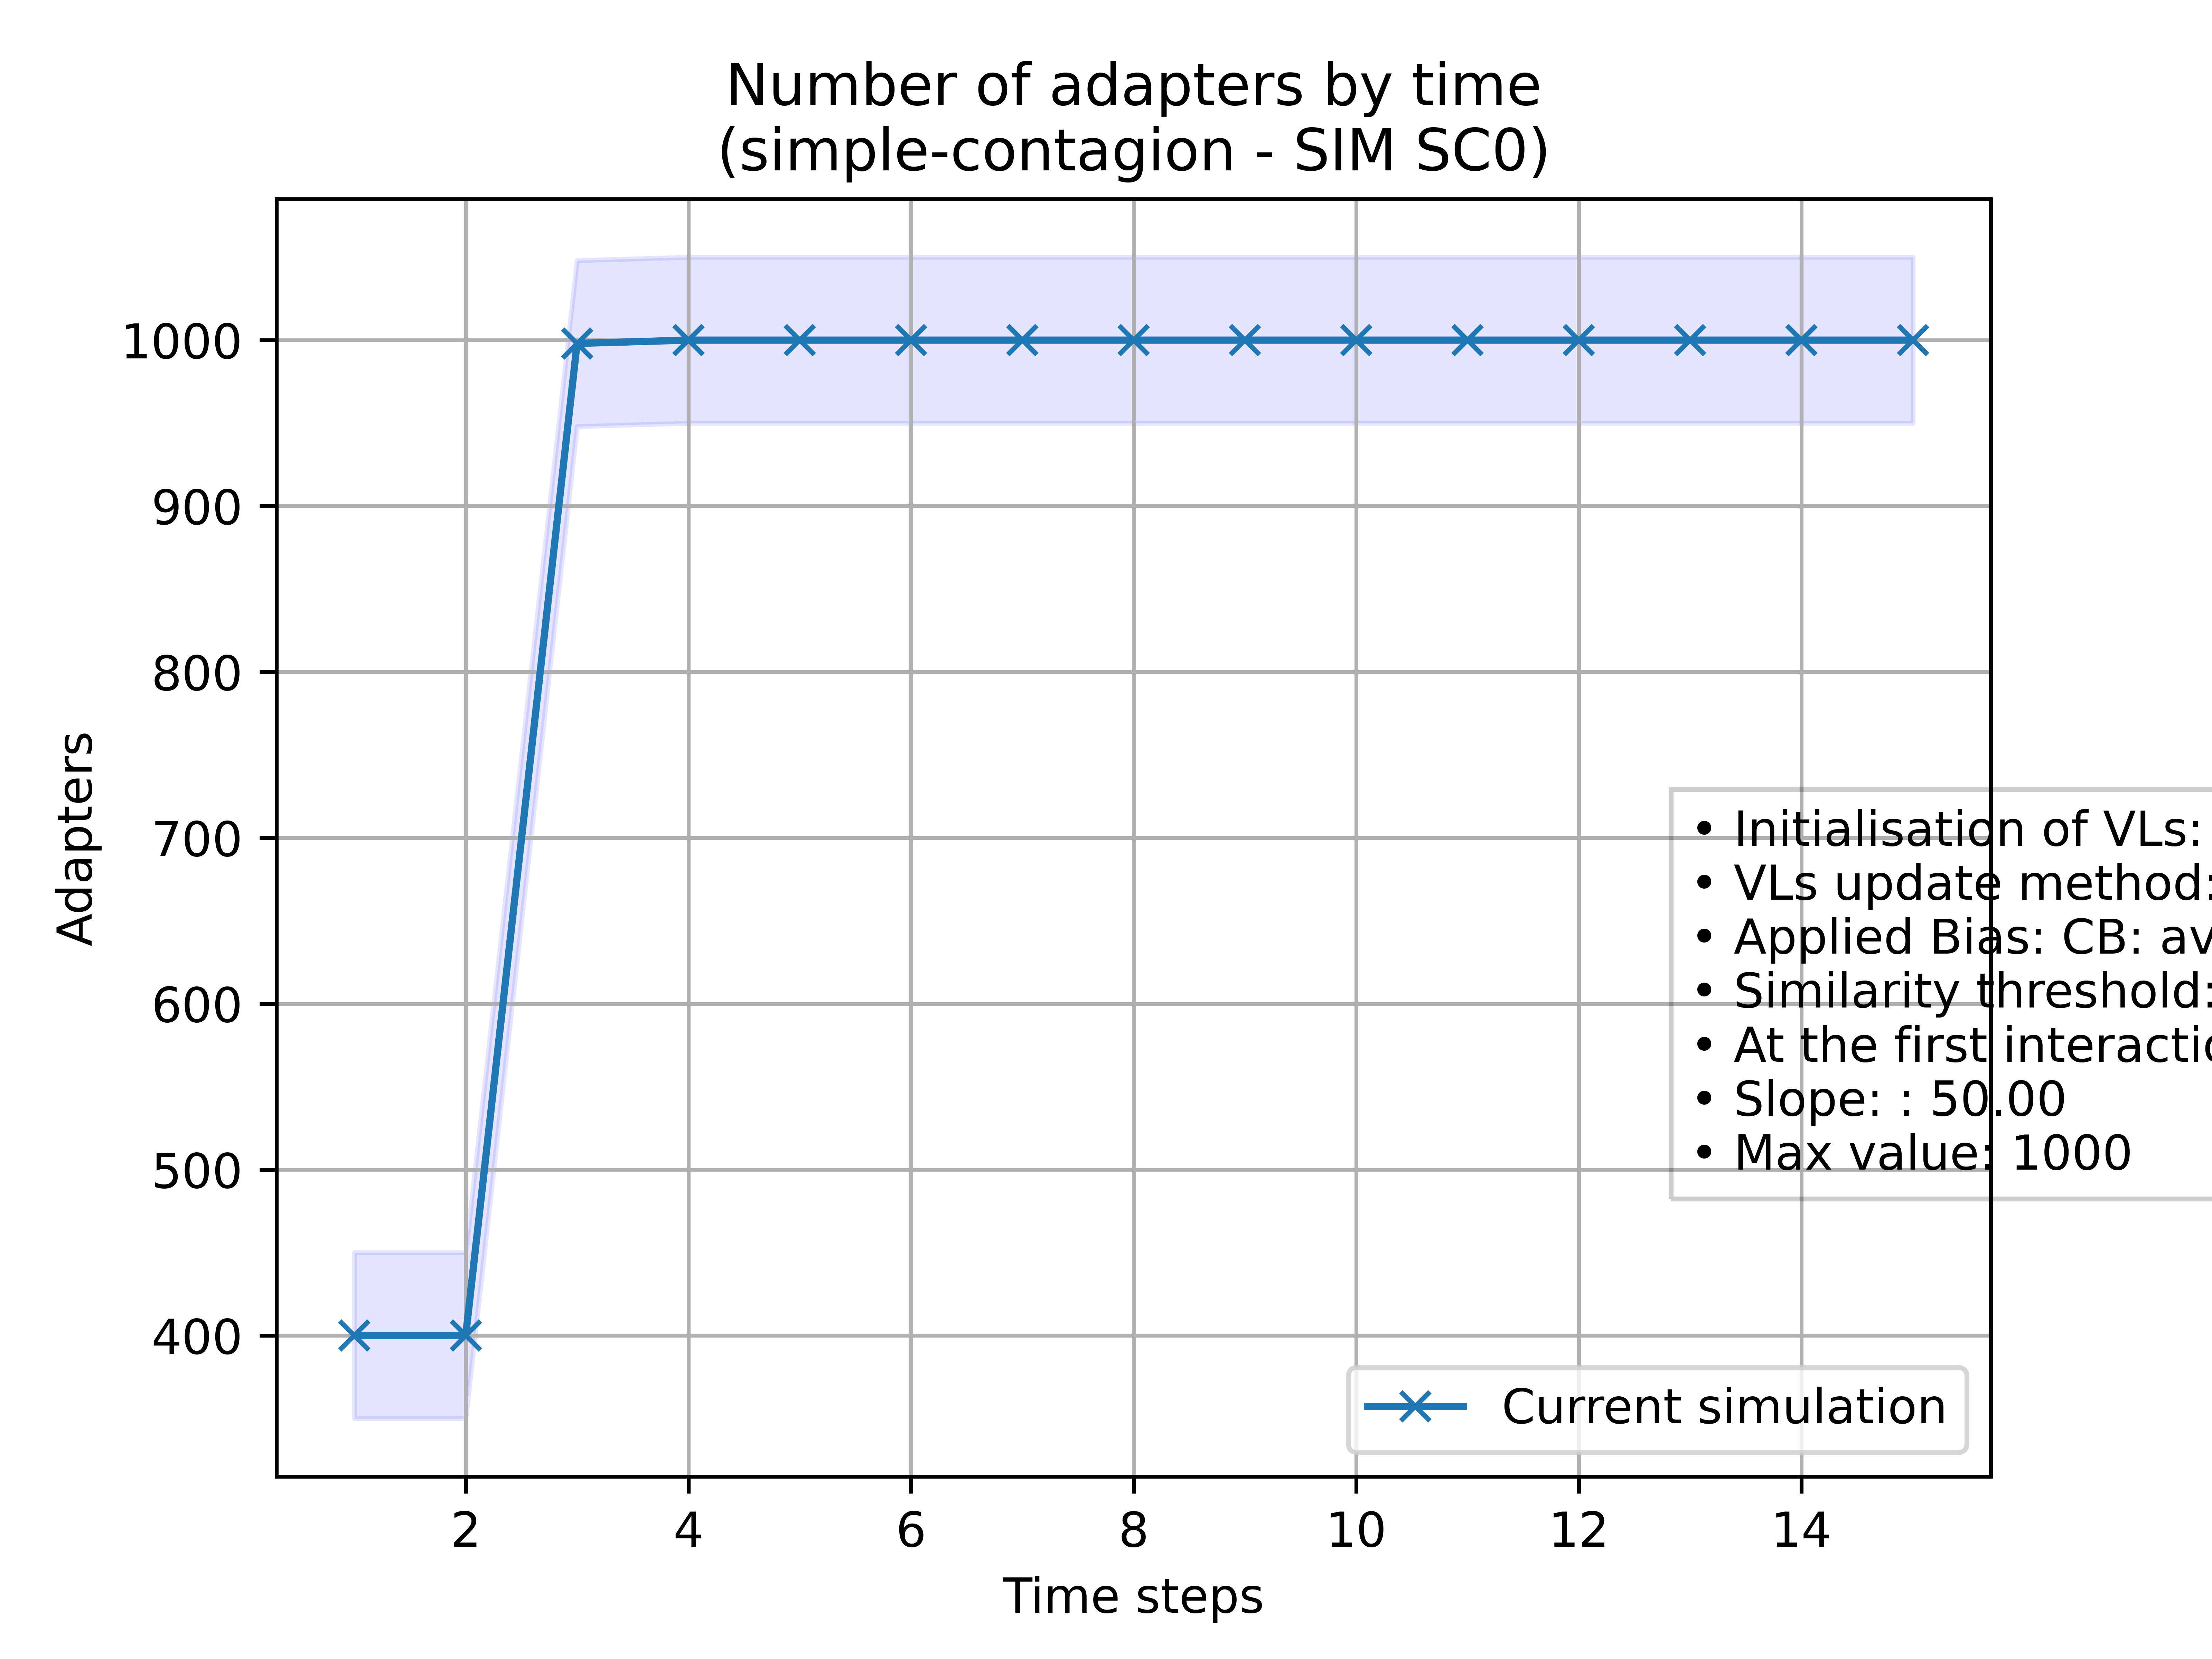 Number of adapters by time
(simple-contagion - SIM SC0)
1000
900
800
700
600
500
400
Adapters
• Initialisation of VLs:
• VLs update method:
• Applied Bias: CB:
• Similarity threshold:
• At the first
• Slope: : 50.00
• Max value: 1000
Current simulation
2 4 6 8 10 12 14
Time steps